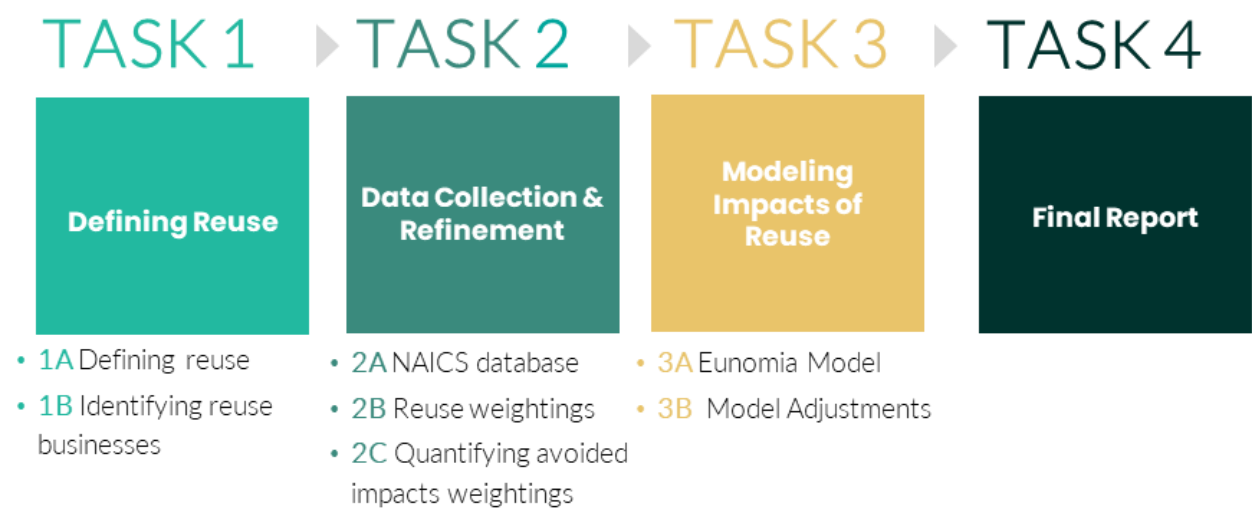 TASK 1
TASK 2
TASK 3
TASK 4
Defining Reuse
Data Collection &
Refinement
Modeling
Impacts of
Reuse
Final Report
• 1A Defining reuse
• 1B Identifying reuse
businesses
• 2A NAICS database
• 2B Reuse weightings
• 2C Quantifying avoided
impacts weightings
• 3A Eunomia Model
• 3B Model Adjustments